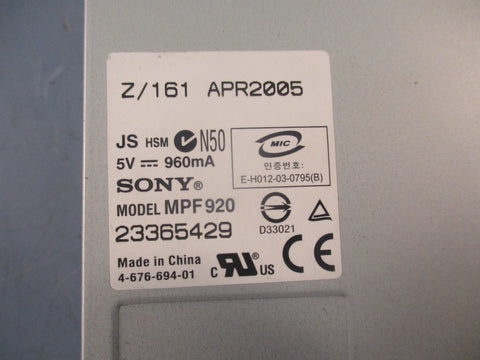 Z/161 APR2005
JS HSM N50
5V ⎓ 960mA
MIC
인증번호:
E-H012-03-0795(B)
SONY®
MODEL MPF920
23365429
D33021
Made in China
4-676-694-01
C RU US
CE